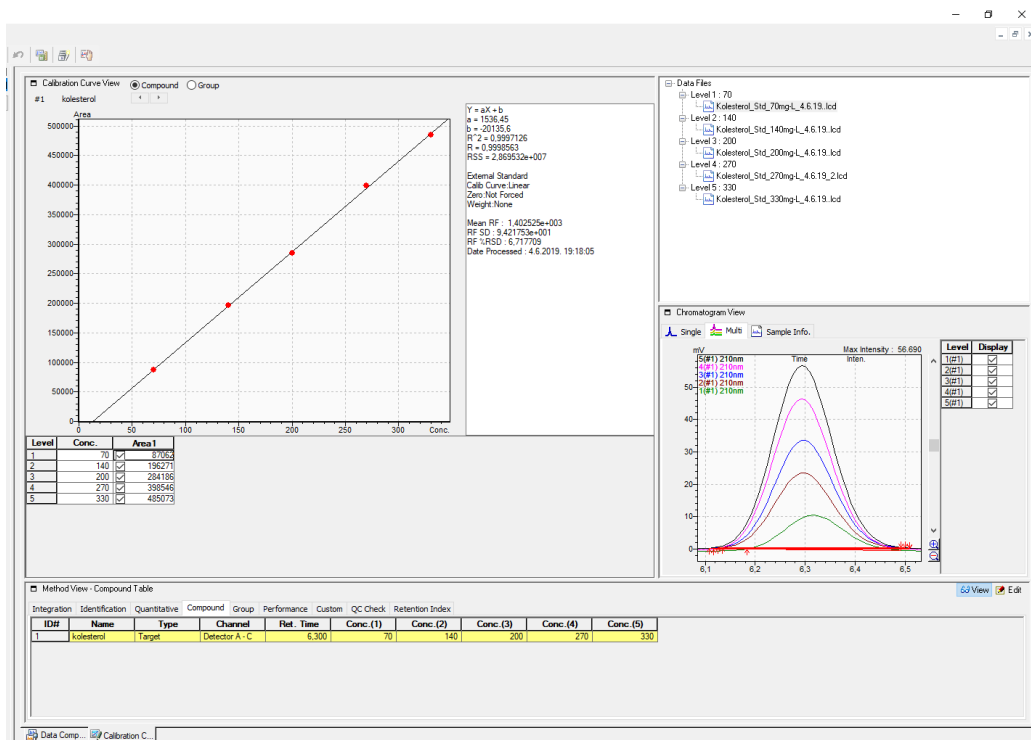 Calibration Curve View Compound Group
#1 kolesterol
Area
500000
450000
400000
350000
300000
250000
200000
150000
100000
50000
0
0 50 100 150 200 250 300 Conc.
Y = aX + b
a = 1536,45
b = -20135,6
R^2 = 0,9997126
R = 0,9998563
RSS = 2,869532e+007
External Standard
Calib Curve:Linear
Zero:Not Forced
Weight:None
Mean RF : 1,402525e+003
RF SD : 9,421753e+001
RF %RSD : 6,717709
Date Processed : 4.6.2019. 19:18:05
Level Conc. Area1
1 70 87062
2 140 196271
3 200 284186
4 270 398546
5 330 485073
Data Files
Level 1 : 70
Kolesterol_Std_70mg-L_4.6.19..lcd
Level 2 : 140
Kolesterol_Std_140mg-L_4.6.19..lcd
Level 3 : 200
Kolesterol_Std_200mg-L_4.6.19..lcd
Level 4 : 270
Kolesterol_Std_270mg-L_4.6.19_2.lcd
Level 5 : 330
Kolesterol_Std_330mg-L_4.6.19..lcd
Chromatogram View
Single Multi Sample Info.
mV Max Intensity : 56.690
5(#1) 210nm Time Inten.
4(#1) 210nm
3(#1) 210nm
2(#1) 210nm
1(#1) 210nm
50
40
30
20
10
0
6,1 6,2 6,3 6,4 6,5
Level Display
1(#1)
2(#1)
3(#1)
4(#1)
5(#1)
Method View - Compound Table View Edit
Integration Identification Quantitative Compound Group Performance Custom QC Check Retention Index
ID# Name Type Channel Ret. Time Conc.(1) Conc.(2) Conc.(3) Conc.(4) Conc.(5)
1 kolesterol Target Detector A - C 6,300 70 140 200 270 330
Data Comp... Calibration C...